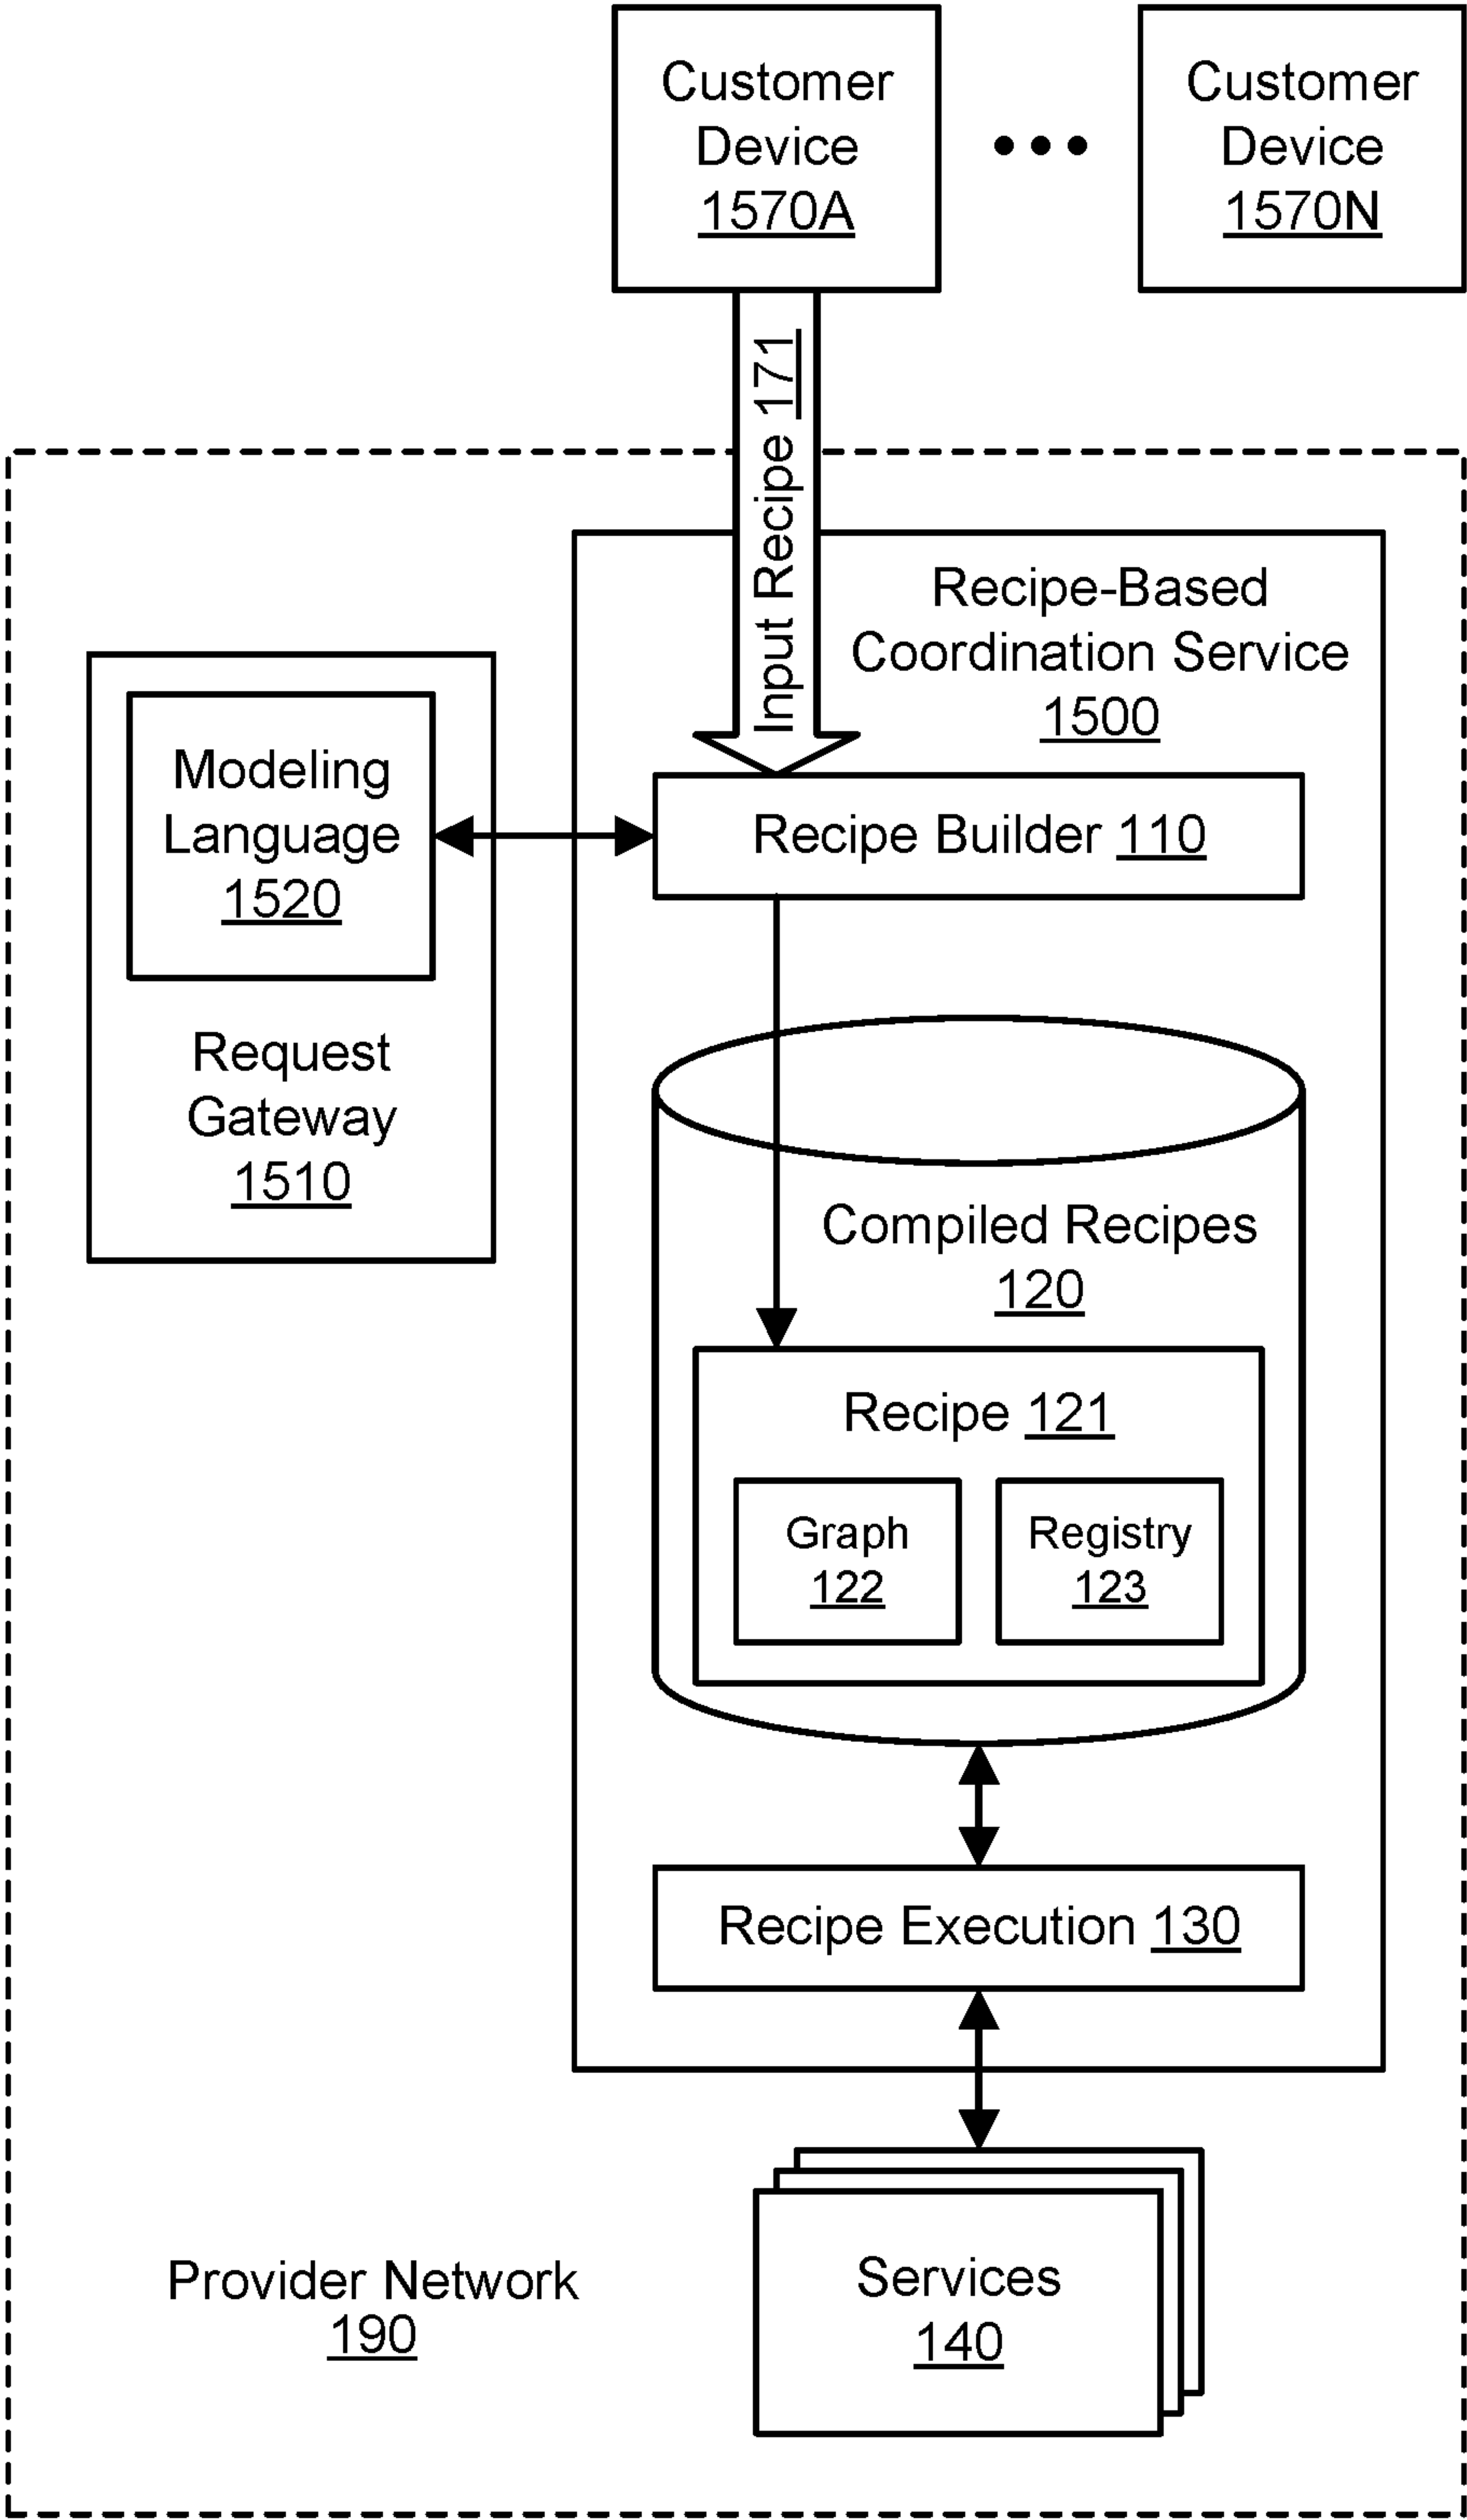 Customer
Device
1570A
Customer
Device
1570N
Input Recipe 171
Recipe-Based
Coordination Service
1500
Modeling
Language
1520
Request
Gateway
1510
Recipe Builder 110
Compiled Recipes
120
Recipe 121
Graph
122
Registry
123
Recipe Execution 130
Provider Network
190
Services
140